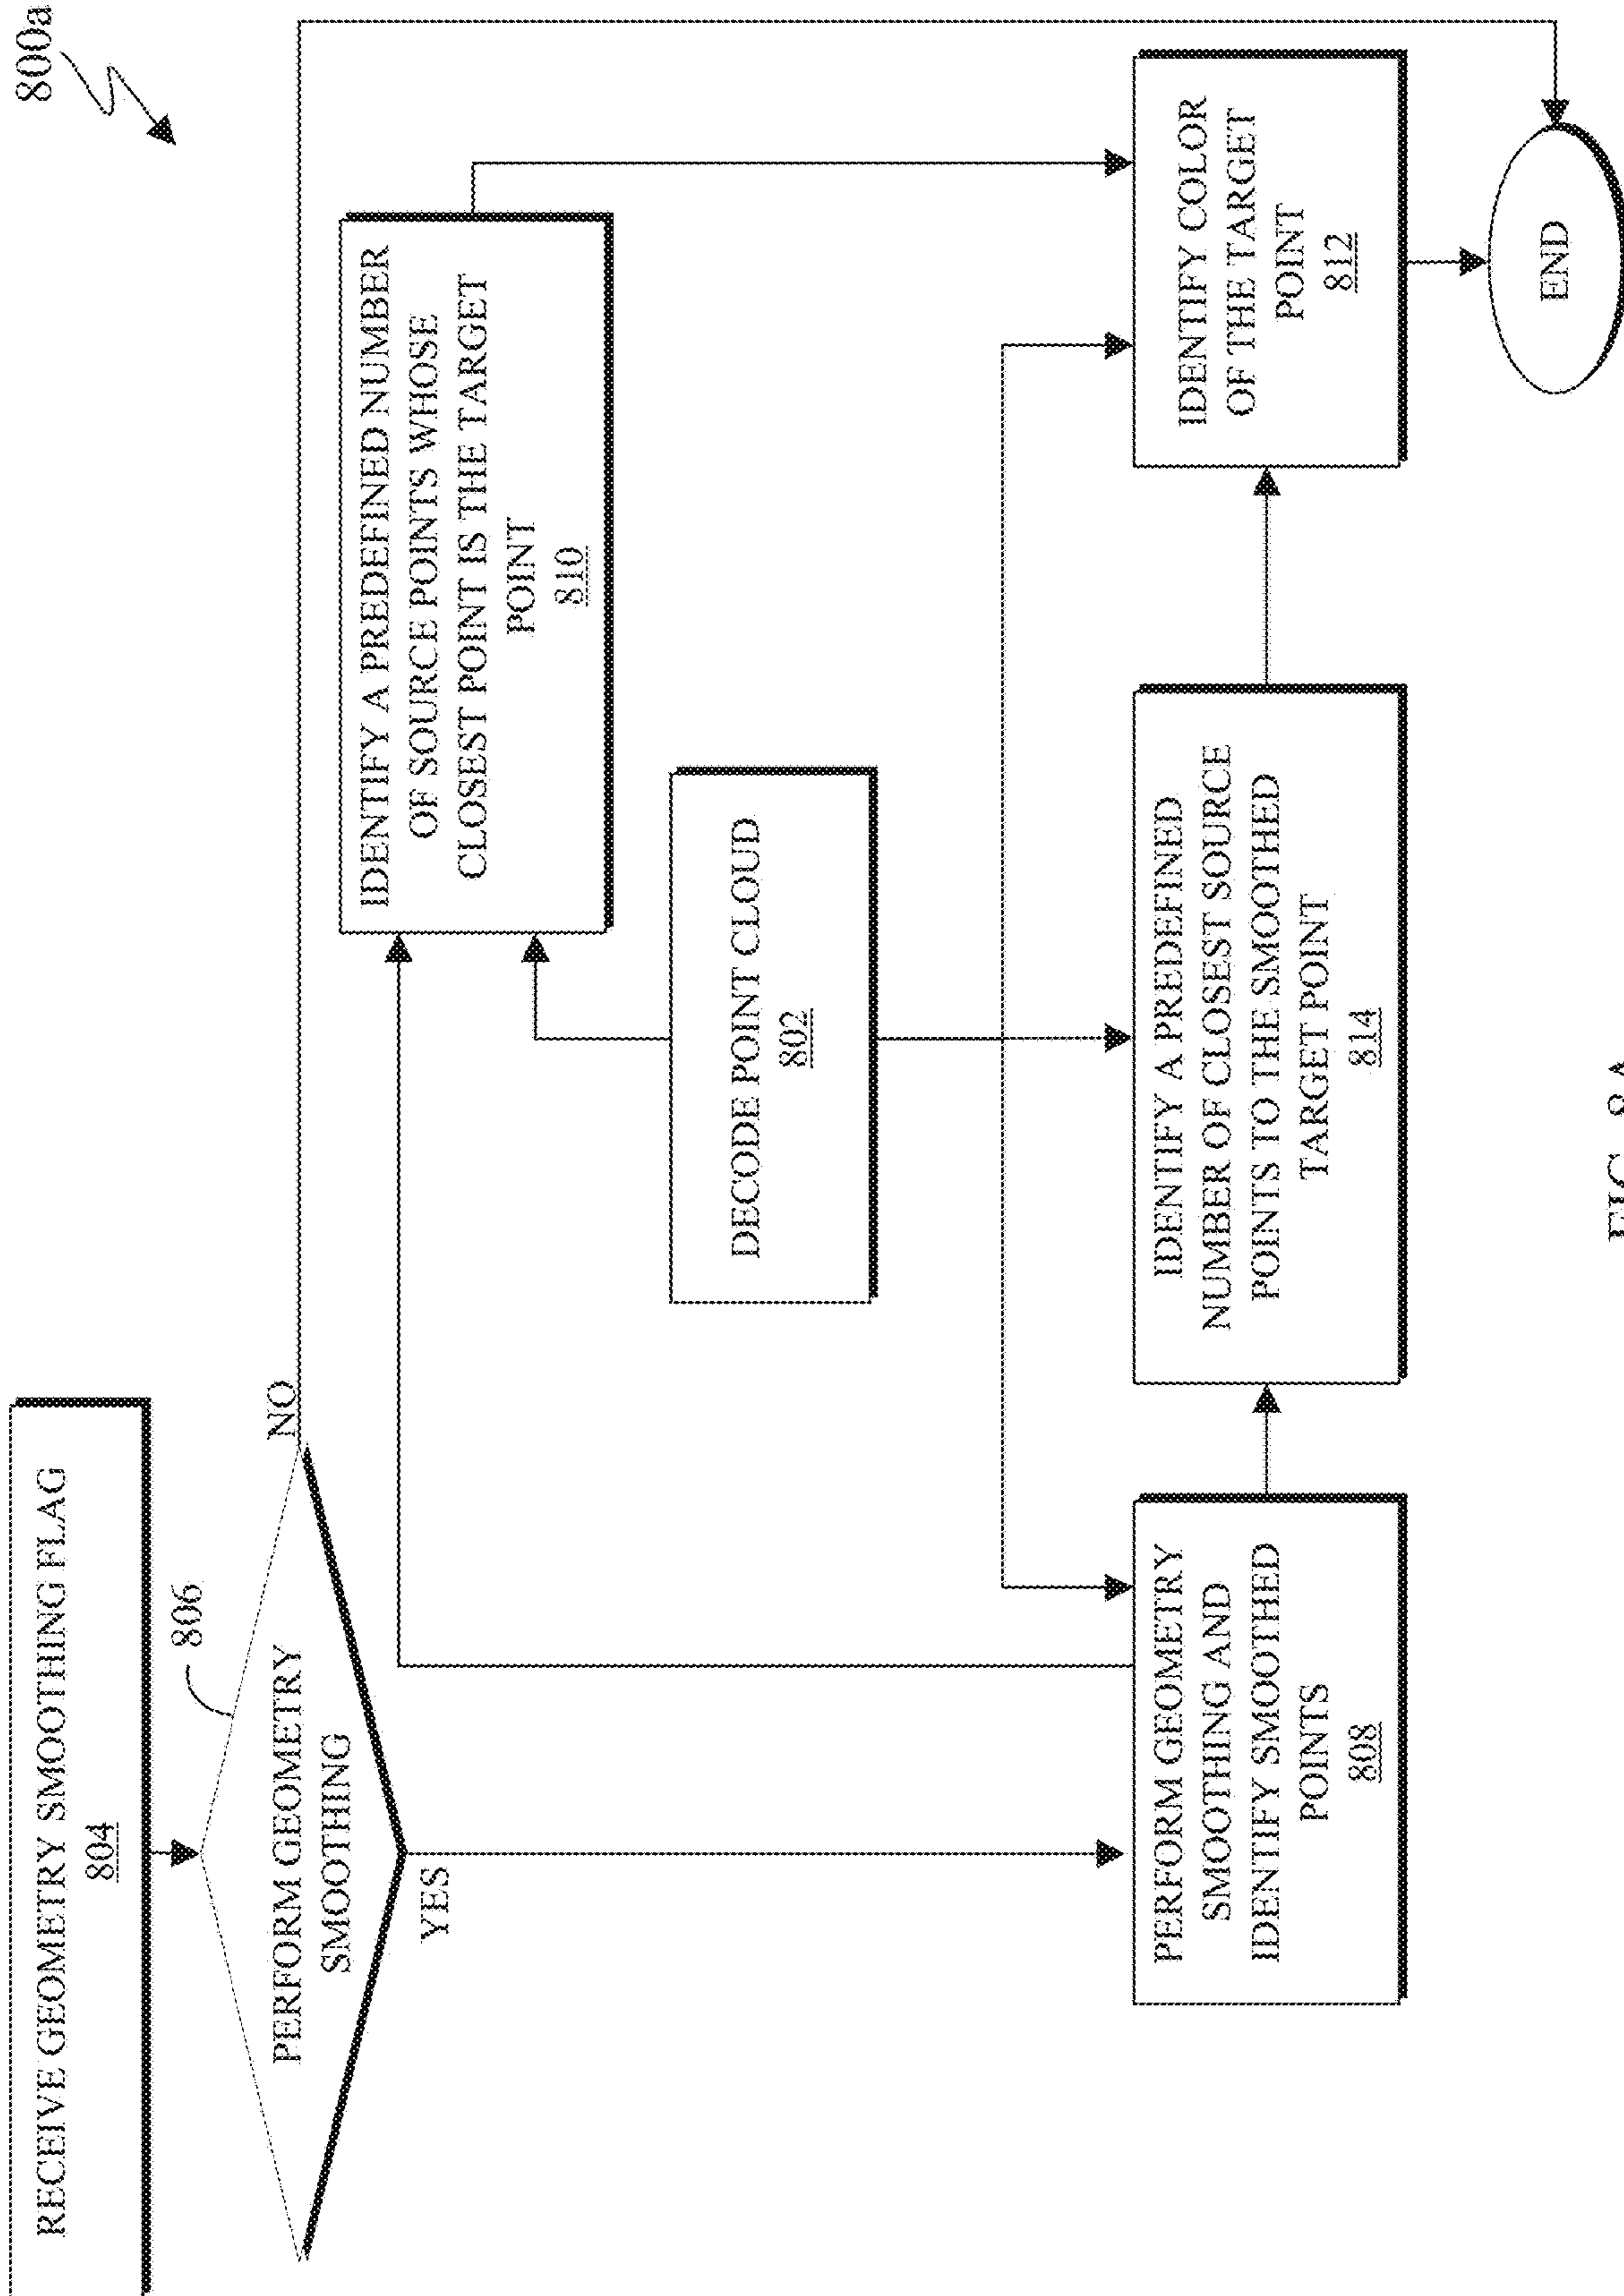 800a
RECEIVE GEOMETRY SMOOTHING FLAG
804
806
PERFORM GEOMETRY
SMOOTHING
NO
YES
IDENTIFY A PREDEFINED NUMBER
OF SOURCE POINTS WHOSE
CLOSEST POINT IS THE TARGET
POINT
810
DECODE POINT CLOUD
802
PERFORM GEOMETRY
SMOOTHING AND
IDENTIFY SMOOTHED
POINTS
808
IDENTIFY A PREDEFINED
NUMBER OF CLOSEST SOURCE
POINTS TO THE SMOOTHED
TARGET POINT
814
IDENTIFY COLOR
OF THE TARGET
POINT
812
END
FIG. 8A